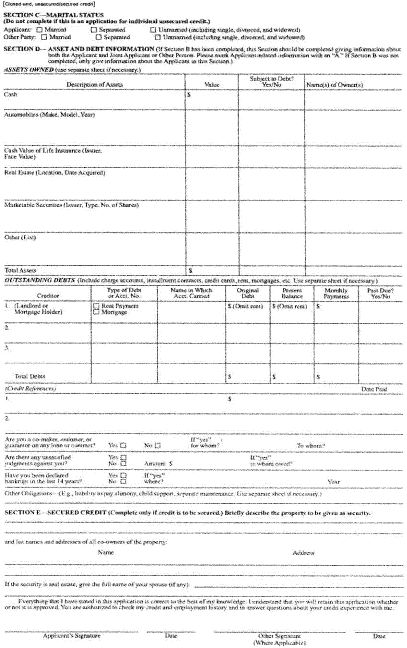 [Closed-end, unsecured/secured credit]
SECTION C—MARITAL STATUS
(Do not complete if this is an application for individual unsecured credit.)
Applicant: □ Married □ Separated □ Unmarried (including single, divorced, and widowed)
Other Party: □ Married □ Separated □ Unmarried (including single, divorced, and widowed)
SECTION D—ASSET AND DEBT INFORMATION (If Section B has been completed, this Section should be completed giving information about
both the Applicant and Joint Applicant or Other Person. Please mark Applicant-related information with an "A." If Section B was not
completed, only give information about the Applicant in this Section.)
ASSETS OWNED (use separate sheet if necessary.)
Description of Assets Value Subject to Debt? Yes/No Name(s) of Owner(s)
Cash $
Automobiles (Make, Model, Year)
Cash Value of Life Insurance (Issuer,
Face Value)
Real Estate (Location, Date Acquired)
Marketable Securities (Issuer, Type, No. of Shares)
Other (List)
Total Assets $
OUTSTANDING DEBTS (Include charge accounts, installment contracts, credit cards, rent, mortgages, etc. Use separate sheet if necessary.)
Creditor Type of Debt or Acct. No. Name in Which Acct. Carried Original Debt Present Balance Monthly Payments Past Due? Yes/No
1. (Landlord or □ Rent Payment $ (Omit rent) $ (Omit rent) $
Mortgage Holder) □ Mortgage
2.
3.
Total Debts $ $ $
(Credit References) Date Paid
1. $
2.
Are you a co-maker, endorser, or If "yes"
guarantor on any loan or contract? Yes □ No □ for whom? To whom?
Are there any unsatisfied Yes □ If "yes"
judgments against you? No □ Amount $ to whom owed?
Have you been declared Yes □ If "yes"
bankrupt in the last 14 years? No □ where? Year
Other Obligations—(E.g., liability to pay alimony, child support, separate maintenance. Use separate sheet if necessary.)
SECTION E—SECURED CREDIT (Complete only if credit is to be secured.) Briefly describe the property to be given as security.
and list names and addresses of all co-owners of the property:
Name Address
If the security is real estate, give the full name of your spouse (if any):
Everything that I have stated in this application is correct to the best of my knowledge. I understand that you will retain this application whether
or not it is approved. You are authorized to check my credit and employment history and to answer questions about your credit experience with me.
Applicant's Signature Date Other Signature Date
(Where Applicable)